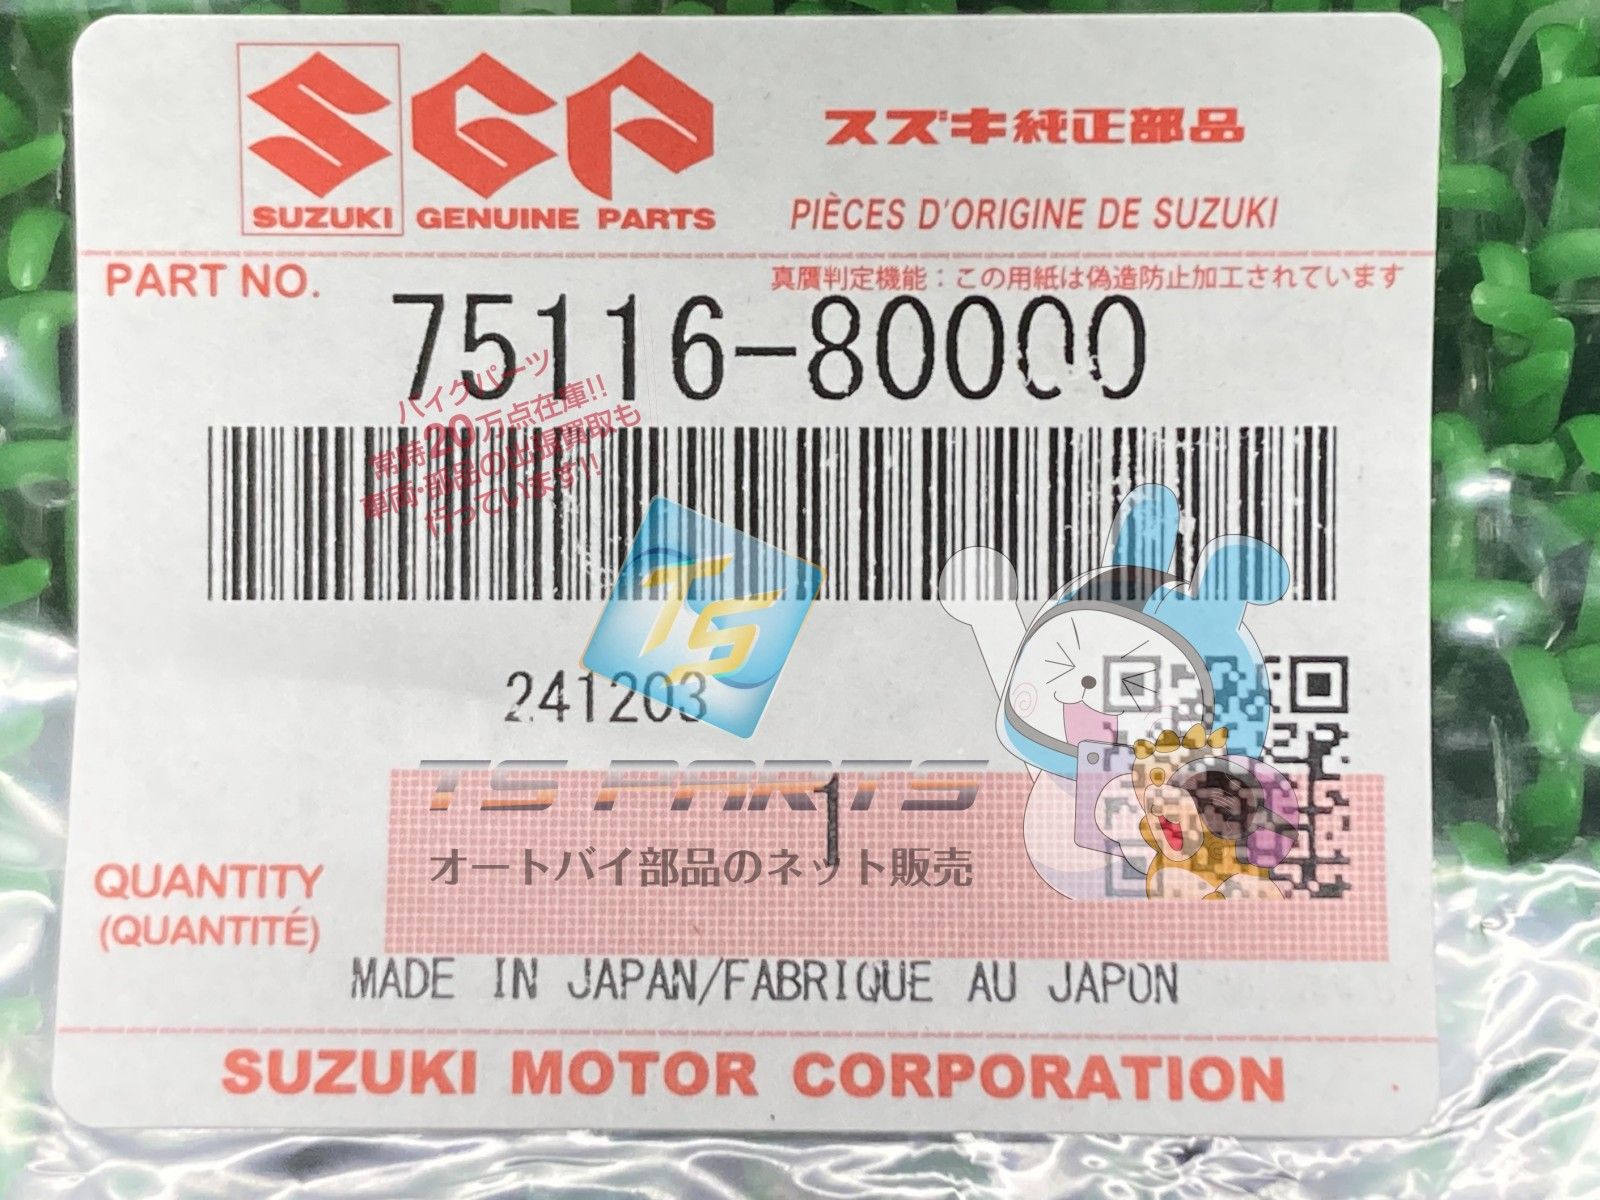 SGP
スズキ純正部品
SUZUKI GENUINE PARTS
PIÈCES D'ORIGINE DE SUZUKI
PART NO.
真贋判定機能：この用紙は偽造防止加工されています
75116-80000
バイクパーツ
常時20万点在庫!!
車両・部品の出張買取も
行っています!!
TS
241203
TS PARTS
1
オートバイ部品のネット販売
QUANTITY
(QUANTITÉ)
MADE IN JAPAN/FABRIQUE AU JAPON
SUZUKI MOTOR CORPORATION